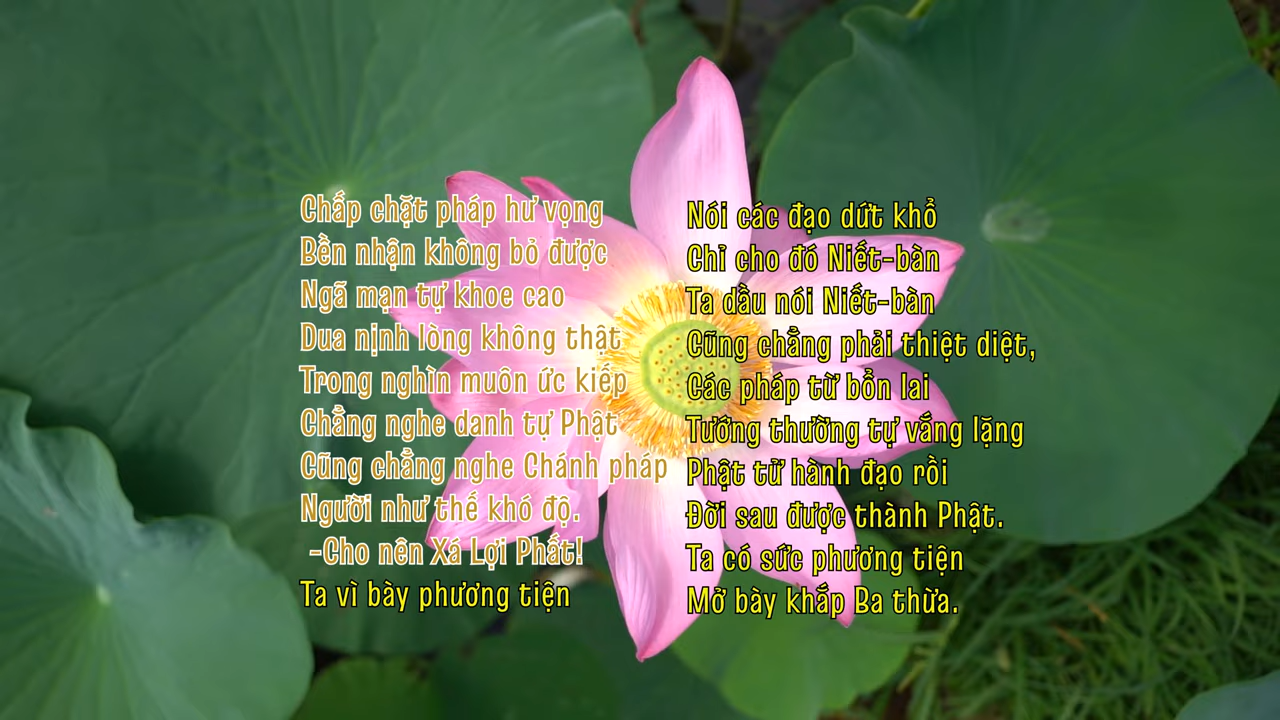 Chấp chặt pháp hư vọng
Bền nhận không bỏ được
Ngã mạn tự khoe cao
Dua nịnh lòng không thật
Trong nghìn muôn ức kiếp
Chẳng nghe danh tự Phật
Cũng chẳng nghe Chánh pháp
Người như thế khó độ.
-Cho nên Xá Lợi Phất!
Ta vì bày phương tiện
Nói các đạo dứt khổ
Chỉ cho đó Niết-bàn
Ta dầu nói Niết-bàn
Cũng chẳng phải thiệt diệt,
Các pháp từ bổn lai
Tướng thường tự vắng lặng
Phật tử hành đạo rồi
Đời sau được thành Phật.
Ta có sức phương tiện
Mở bày khắp Ba thừa.